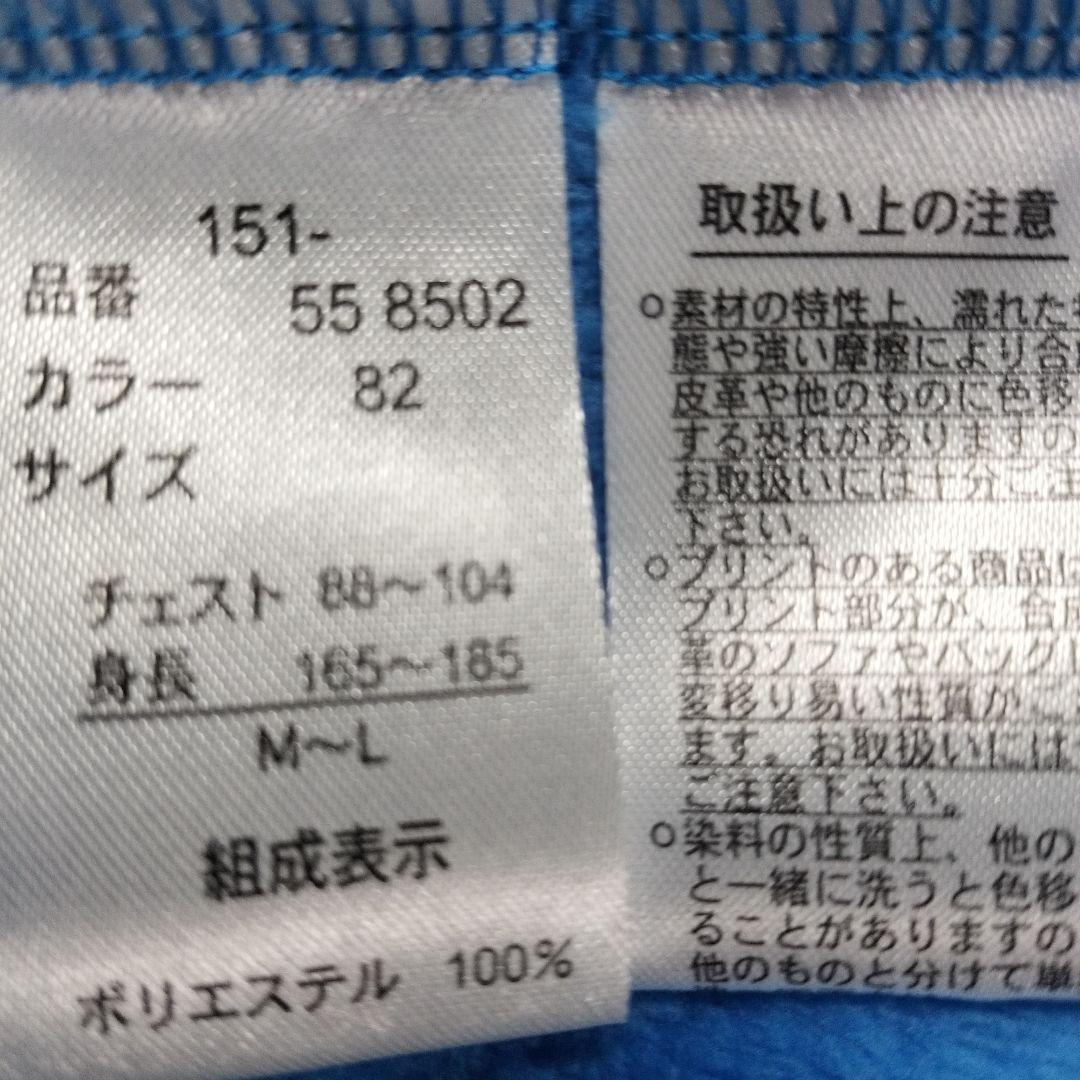 151-
品番 55 8502
カラー 82
サイズ
チェスト 88～104
身長 165～185
M～L
組成表示
ポリエステル 100%
取扱い上の注意
○素材の特性上、濡れた
態や強い摩擦により合
皮革や他のものに色移
する恐れがありますの
お取扱いには十分ご注
下さい。
○プリントのある商品は
プリント部分が、合成
革のソファやバッグ
変移り易い性質がご
ます。お取扱いには
ご注意下さい。
○染料の性質上、他の
と一緒に洗うと色移
ることがありますの
他のものと分けて単